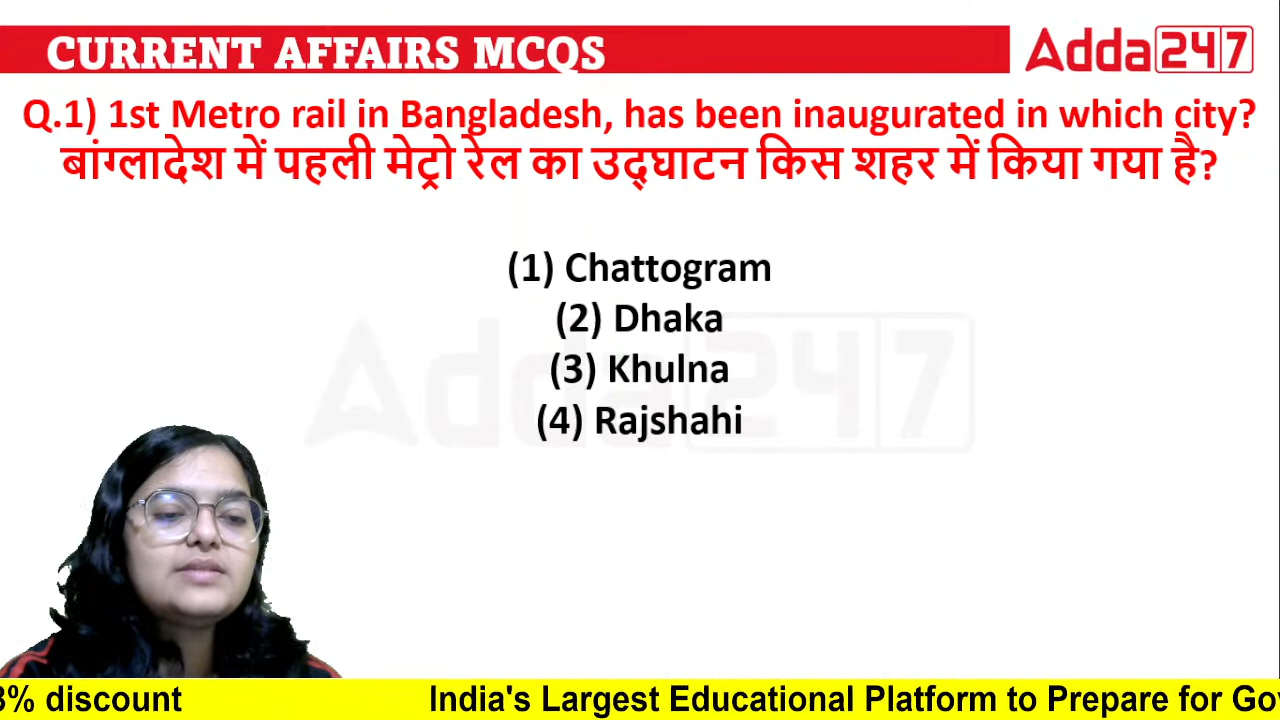 CURRENT AFFAIRS MCQS
Adda247
Q.1) 1st Metro rail in Bangladesh, has been inaugurated in which city?
बांग्लादेश में पहली मेट्रो रेल का उद्घाटन किस शहर में किया गया है?
(1) Chattogram
(2) Dhaka
(3) Khulna
(4) Rajshahi
Adda247
% discount India's Largest Educational Platform to Prepare for Go